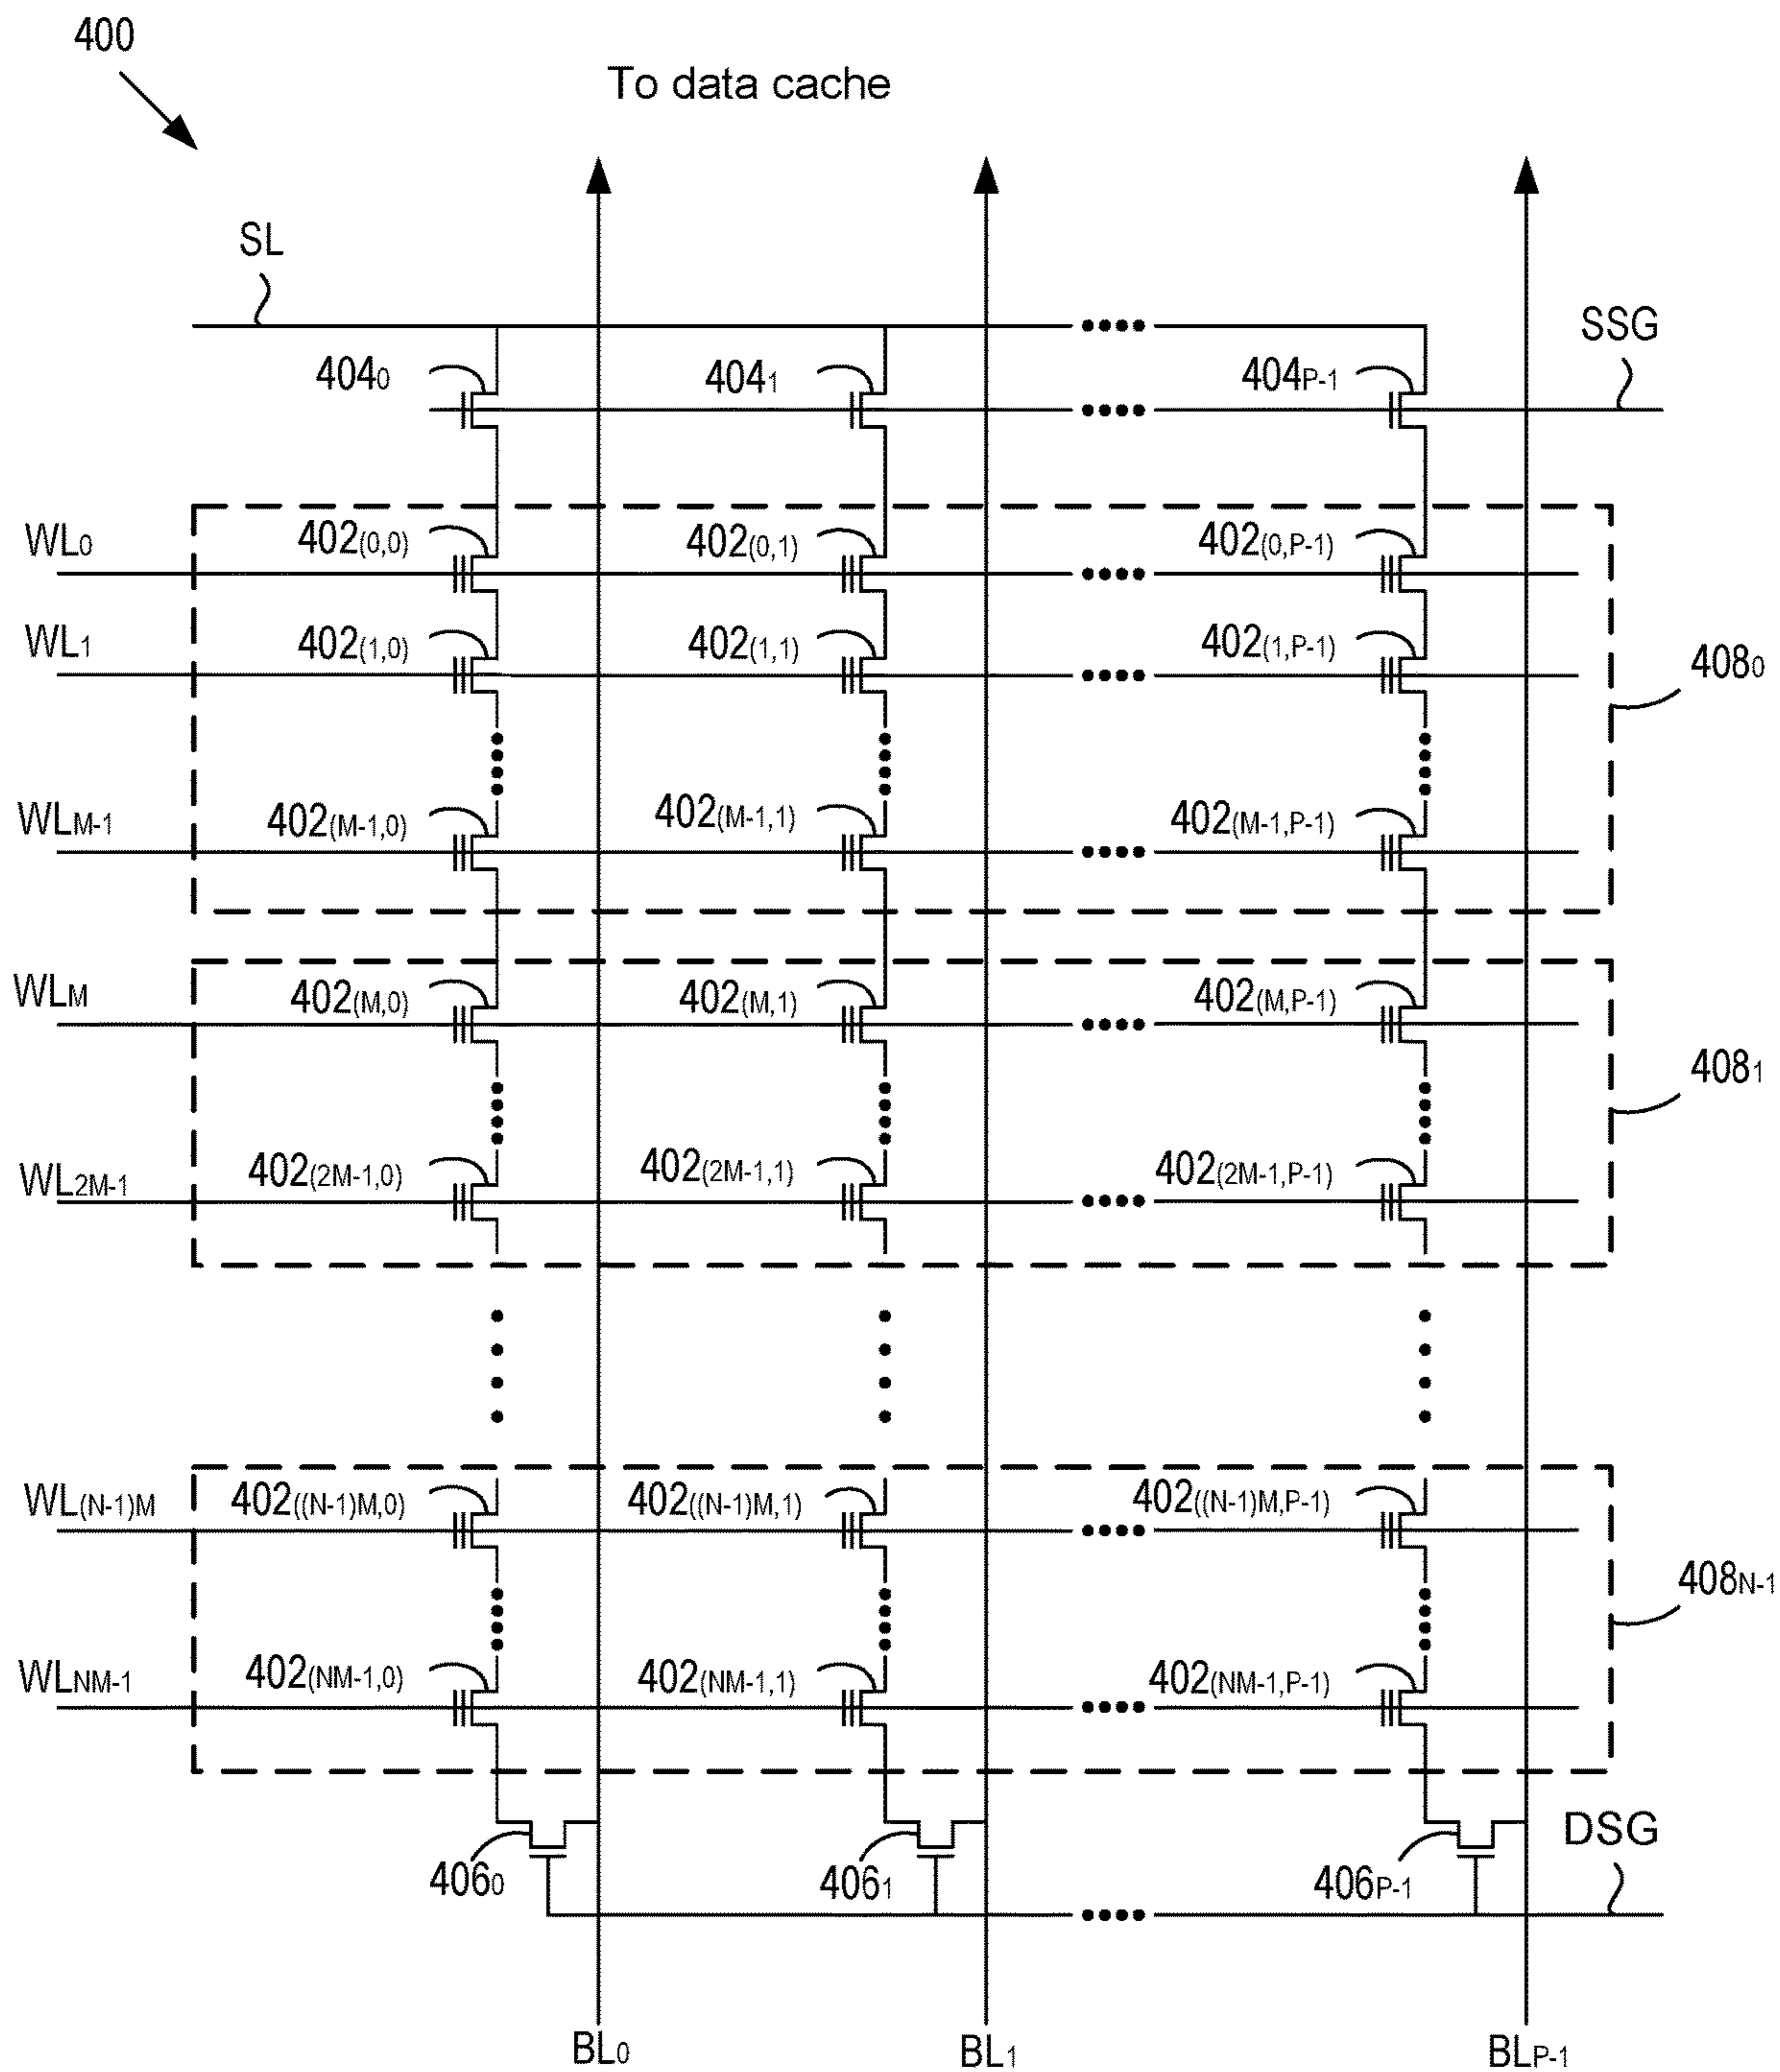 400
To data cache
SL
SSG
404₀ 404₁ 404P-1
WL₀ 402(0,0) 402(0,1) 402(0,P-1)
WL₁ 402(1,0) 402(1,1) 402(1,P-1)
408₀
WLM-1 402(M-1,0) 402(M-1,1) 402(M-1,P-1)
WLM 402(M,0) 402(M,1) 402(M,P-1)
408₁
WL2M-1 402(2M-1,0) 402(2M-1,1) 402(2M-1,P-1)
WL(N-1)M 402((N-1)M,0) 402((N-1)M,1) 402((N-1)M,P-1)
408N-1
WLNM-1 402(NM-1,0) 402(NM-1,1) 402(NM-1,P-1)
DSG
406₀ 406₁ 406P-1
BL₀ BL₁ BLP-1